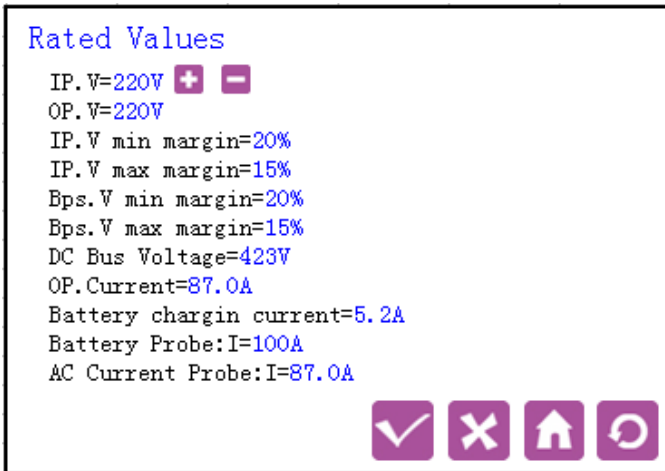 Rated Values
IP.V=220V
OP.V=220V
IP.V min margin=20%
IP.V max margin=15%
Bps.V min margin=20%
Bps.V max margin=15%
DC Bus Voltage=423V
OP.Current=87.0A
Battery chargin current=5.2A
Battery Probe:I=100A
AC Current Probe:I=87.0A